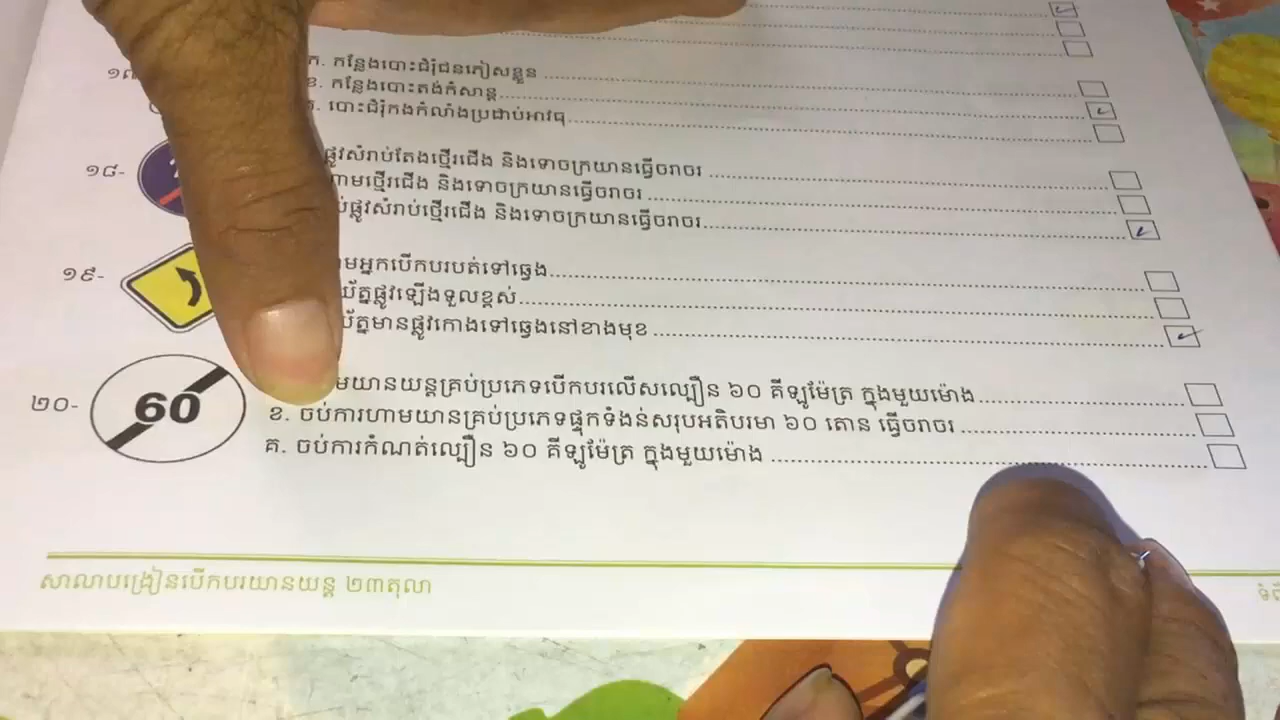 ១៧
ក. កន្លែងបោះជំរុំជនភៀសខ្លួន
ខ. កន្លែងបោះតង់កំសាន្ត
គ. បោះជំរុំកងកំលាំងប្រដាប់អាវុធ
១៨-
ផ្លូវសំរាប់តែងថ្មើរជើង និងទោចក្រយានធ្វើចរាចរ
ហាមថ្មើរជើង និងទោចក្រយានធ្វើចរាចរ
ផ្លូវសំរាប់ថ្មើរជើង និងទោចក្រយានធ្វើចរាចរ
១៩-
ហាមអ្នកបើកបរបត់ទៅឆ្វេង
ផ្លូវឡើងទួលខ្ពស់
មានផ្លូវកោងទៅឆ្វេងនៅខាងមុខ
២០-
60
យានយន្តគ្រប់ប្រភេទបើកបរលើសល្បឿន ៦០ គីឡូម៉ែត្រ ក្នុងមួយម៉ោង
ខ. ចប់ការហាមយានគ្រប់ប្រភេទផ្ទុកទំងន់សរុបអតិបរមា ៦០ តោន ធ្វើចរាចរ
គ. ចប់ការកំណត់ល្បឿន ៦០ គីឡូម៉ែត្រ ក្នុងមួយម៉ោង
សាលាបង្រៀនបើកបរយានយន្ត ២៣តុលា